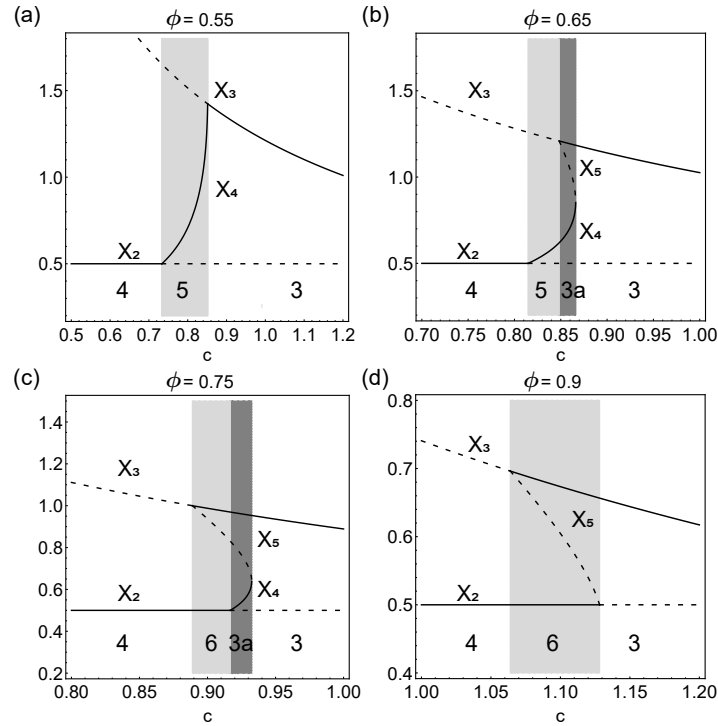 (a)
ϕ = 0.55
1.5
1.0
0.5
X₃
X₄
X₂
4 5 3
0.5 0.6 0.7 0.8 0.9 1.0 1.1 1.2
c
(b)
ϕ = 0.65
1.5
1.0
0.5
X₃
X₅
X₄
X₂
4 5 3a 3
0.70 0.75 0.80 0.85 0.90 0.95 1.00
c
(c)
ϕ = 0.75
1.4
1.2
1.0
0.8
0.6
0.4
0.2
X₃
X₅
X₄
X₂
4 6 3a 3
0.80 0.85 0.90 0.95 1.00
c
(d)
ϕ = 0.9
0.8
0.7
0.6
0.5
0.4
X₃
X₅
X₂
4 6 3
1.00 1.05 1.10 1.15 1.20
c